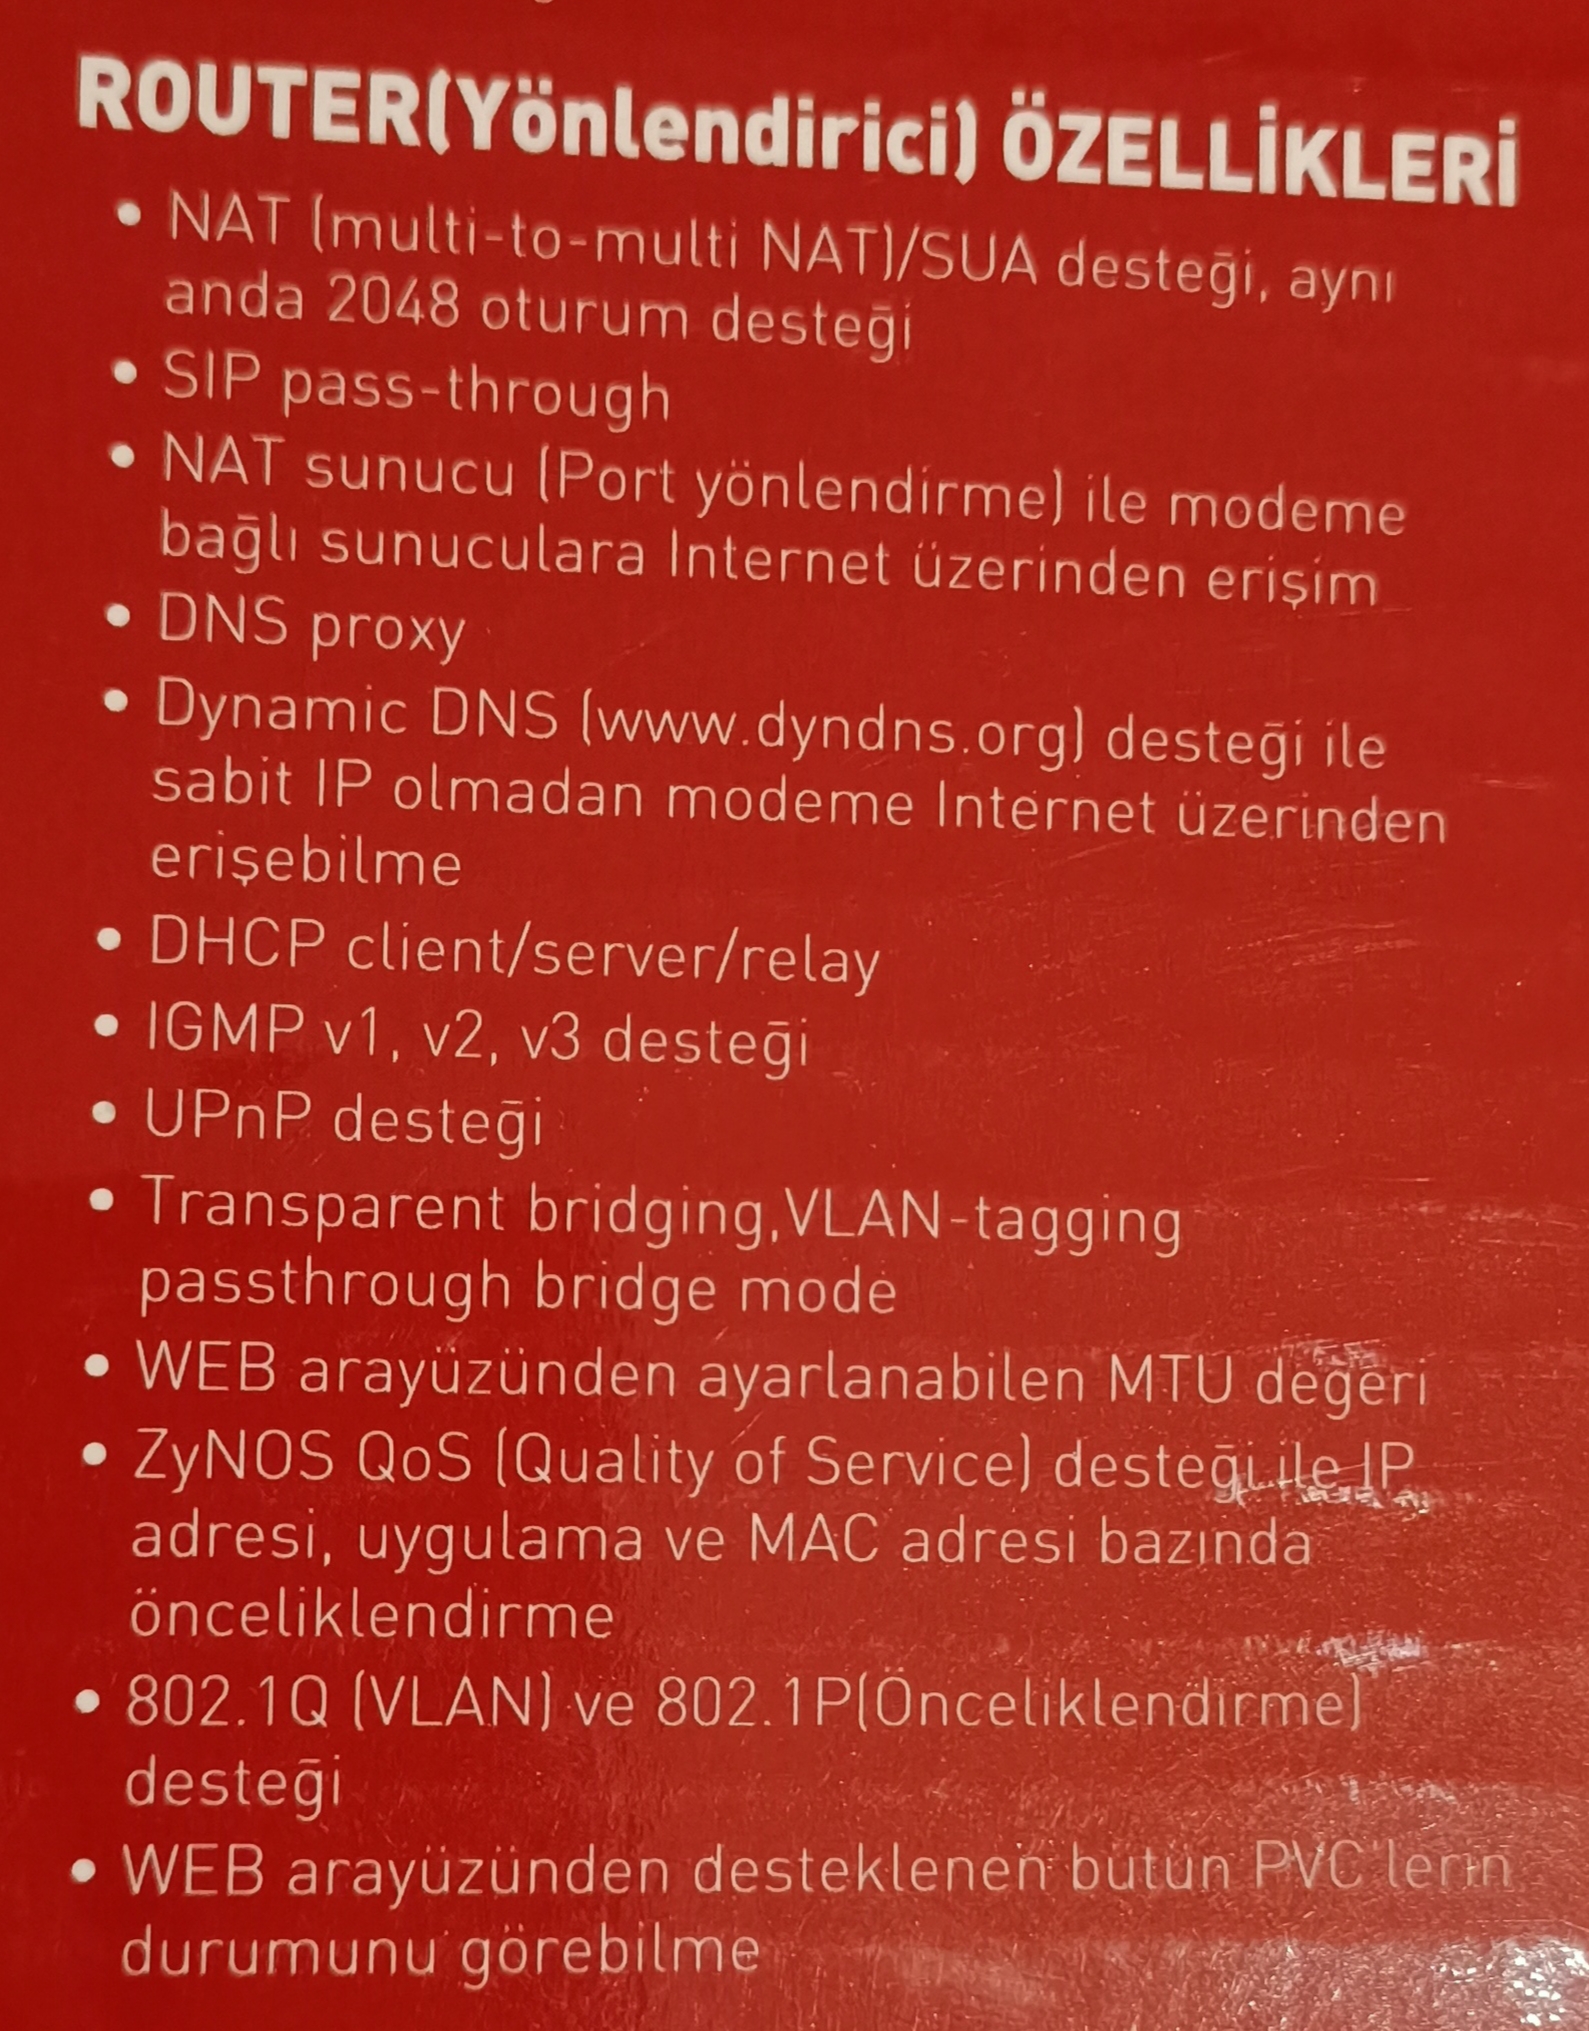 ROUTER(Yönlendirici) ÖZELLİKLERİ
• NAT (multi-to-multi NAT)/SUA desteği, aynı
anda 2048 oturum desteği
• SIP pass-through
• NAT sunucu (Port yönlendirme) ile modeme
bağlı sunuculara Internet üzerinden erişim
• DNS proxy
• Dynamic DNS (www.dyndns.org) desteği ile
sabit IP olmadan modeme Internet üzerinden
erişebilme
• DHCP client/server/relay
• IGMP v1, v2, v3 desteği
• UPnP desteği
• Transparent bridging,VLAN-tagging
passthrough bridge mode
• WEB arayüzünden ayarlanabilen MTU değeri
• ZyNOS QoS (Quality of Service) desteği ile IP
adresi, uygulama ve MAC adresi bazında
önceliklendirme
• 802.1Q (VLAN) ve 802.1P(Önceliklendirme)
desteği
• WEB arayüzünden desteklenen bütün PVC'lerin
durumunu görebilme